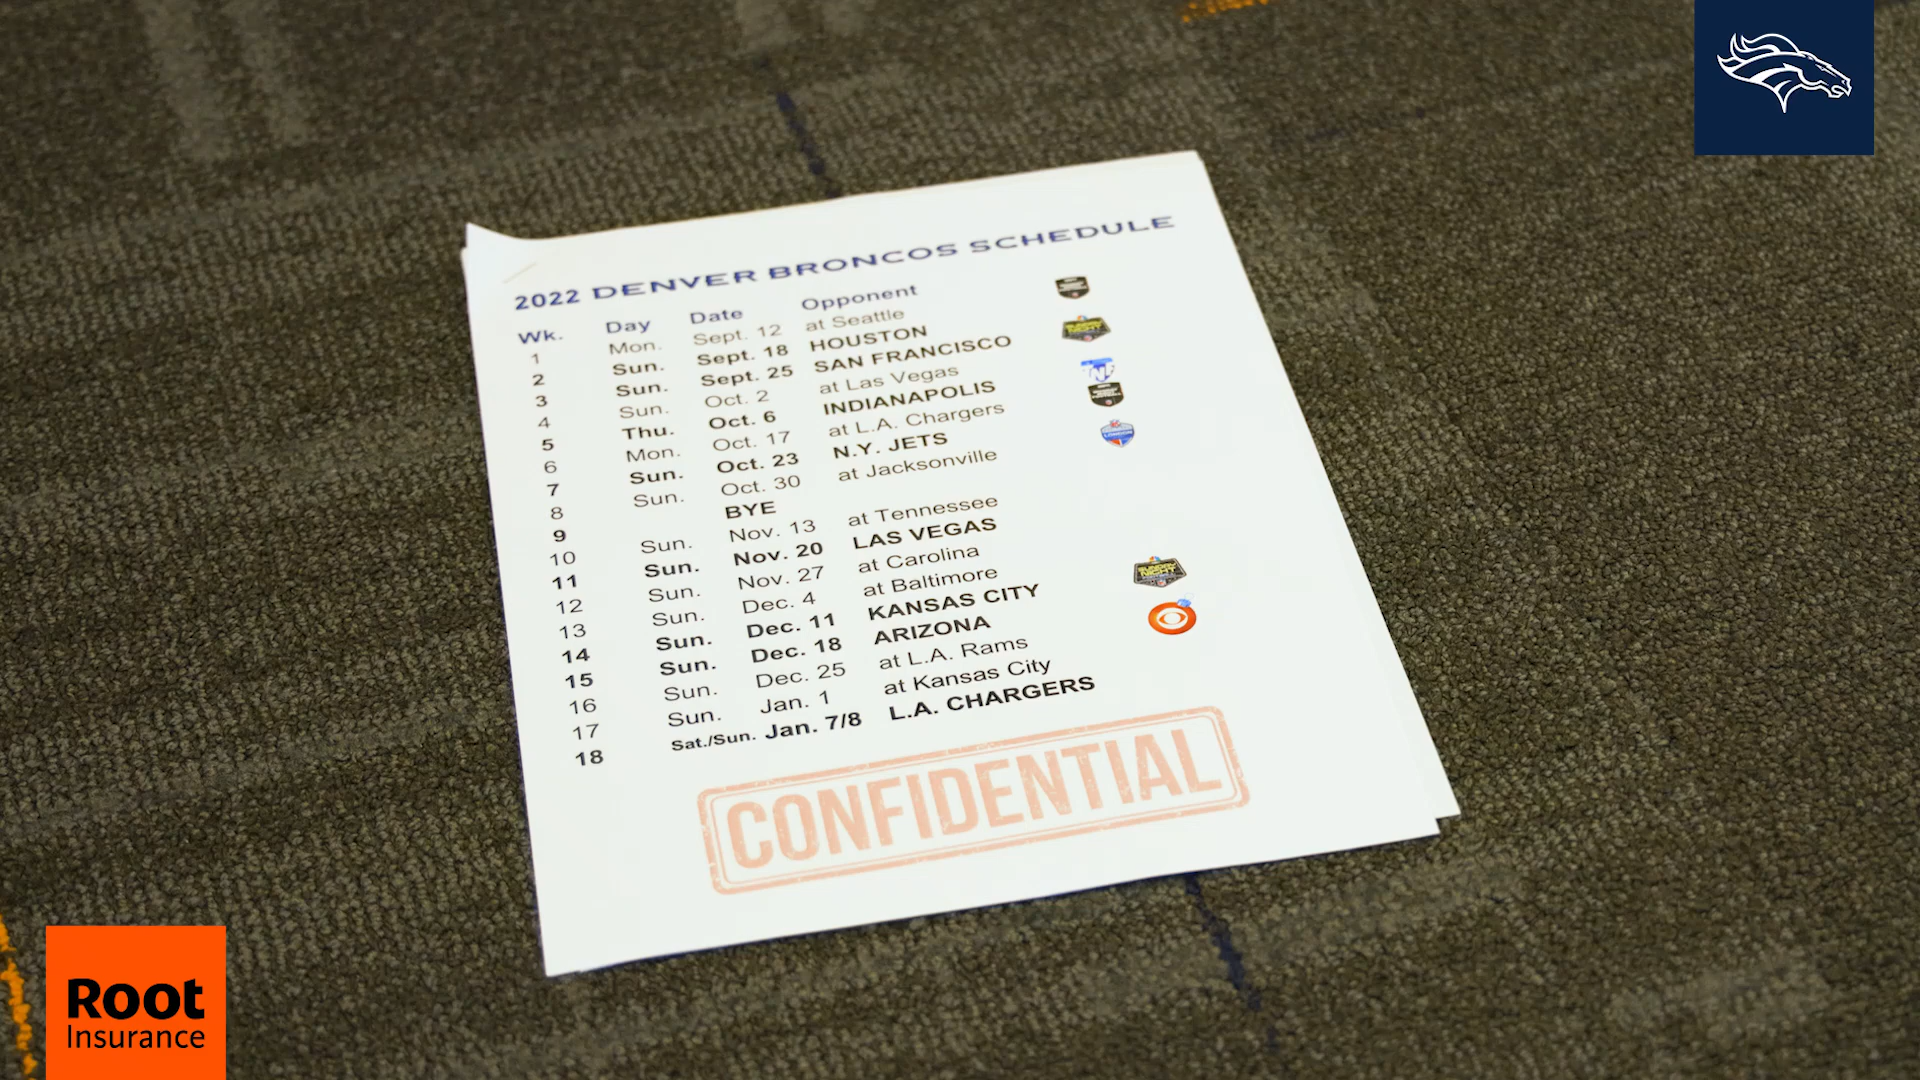 2022 DENVER BRONCOS SCHEDULE
Wk. Day Date Opponent
1 Mon. Sept. 12 at Seattle
2 Sun. Sept. 18 HOUSTON
3 Sun. Sept. 25 SAN FRANCISCO
4 Sun. Oct. 2 at Las Vegas
5 Thu. Oct. 6 INDIANAPOLIS
6 Mon. Oct. 17 at L.A. Chargers
7 Sun. Oct. 23 N.Y. JETS
8 Sun. Oct. 30 at Jacksonville
9 BYE
10 Sun. Nov. 13 at Tennessee
11 Sun. Nov. 20 LAS VEGAS
12 Sun. Nov. 27 at Carolina
13 Sun. Dec. 4 at Baltimore
14 Sun. Dec. 11 KANSAS CITY
15 Sun. Dec. 18 ARIZONA
16 Sun. Dec. 25 at L.A. Rams
17 Sun. Jan. 1 at Kansas City
18 Sat./Sun. Jan. 7/8 L.A. CHARGERS
CONFIDENTIAL
Root
Insurance